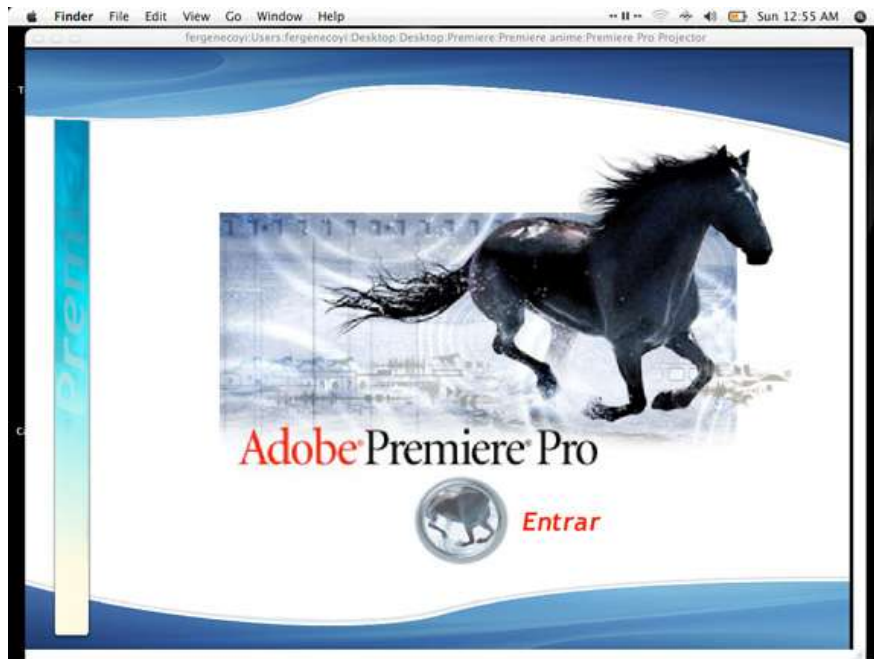 Finder File Edit View Go Window Help Sun 12:55 AM
fergenecoyi:Users:fergenecoyi:Desktop:Desktop:Premiere:Premiere anime:Premiere Pro Projector
Premie
Adobe® Premiere® Pro
Entrar